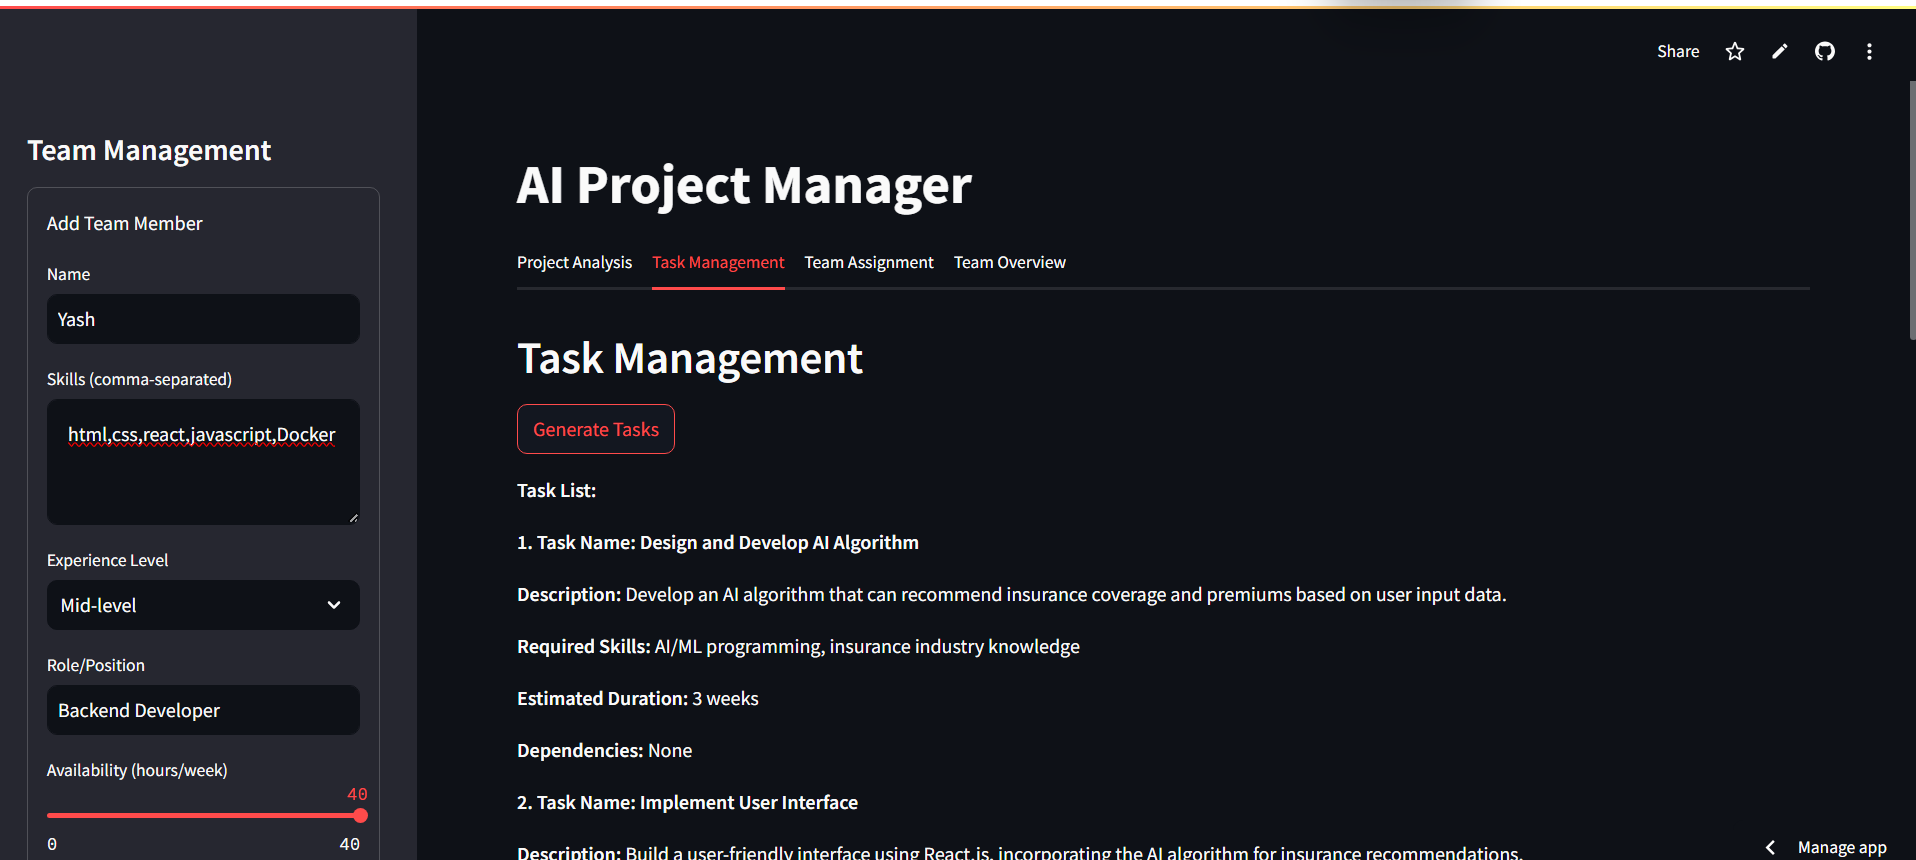 Share
Team Management
Add Team Member
Name
Yash
Skills (comma-separated)
html,css,react,javascript,Docker
Experience Level
Mid-level
Role/Position
Backend Developer
Availability (hours/week)
40
0 40
AI Project Manager
Project Analysis Task Management Team Assignment Team Overview
Task Management
Generate Tasks
Task List:
1. Task Name: Design and Develop AI Algorithm
Description: Develop an AI algorithm that can recommend insurance coverage and premiums based on user input data.
Required Skills: AI/ML programming, insurance industry knowledge
Estimated Duration: 3 weeks
Dependencies: None
2. Task Name: Implement User Interface
Description: Build a user-friendly interface using React.js, incorporating the AI algorithm for insurance recommendations.
Manage app